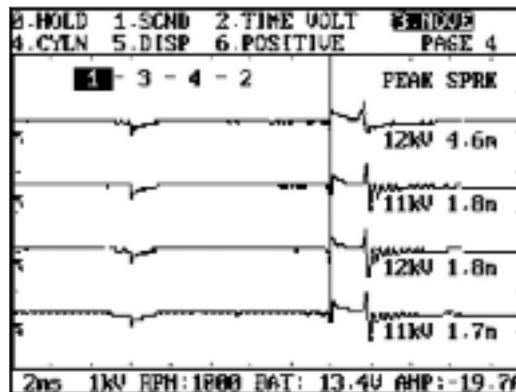 0.HOLD 1.SCND 2.TIME VOLT 3.MOVE
4.CYLN 5.DISP 6.POSITIVE PAGE 4
1 - 3 - 4 - 2 PEAK SPRK
12kV 4.6m
11kV 1.8m
12kV 1.8m
11kV 1.7m
2ms 1kV RPM:1000 BAT: 13.4V AMP:-19.7A